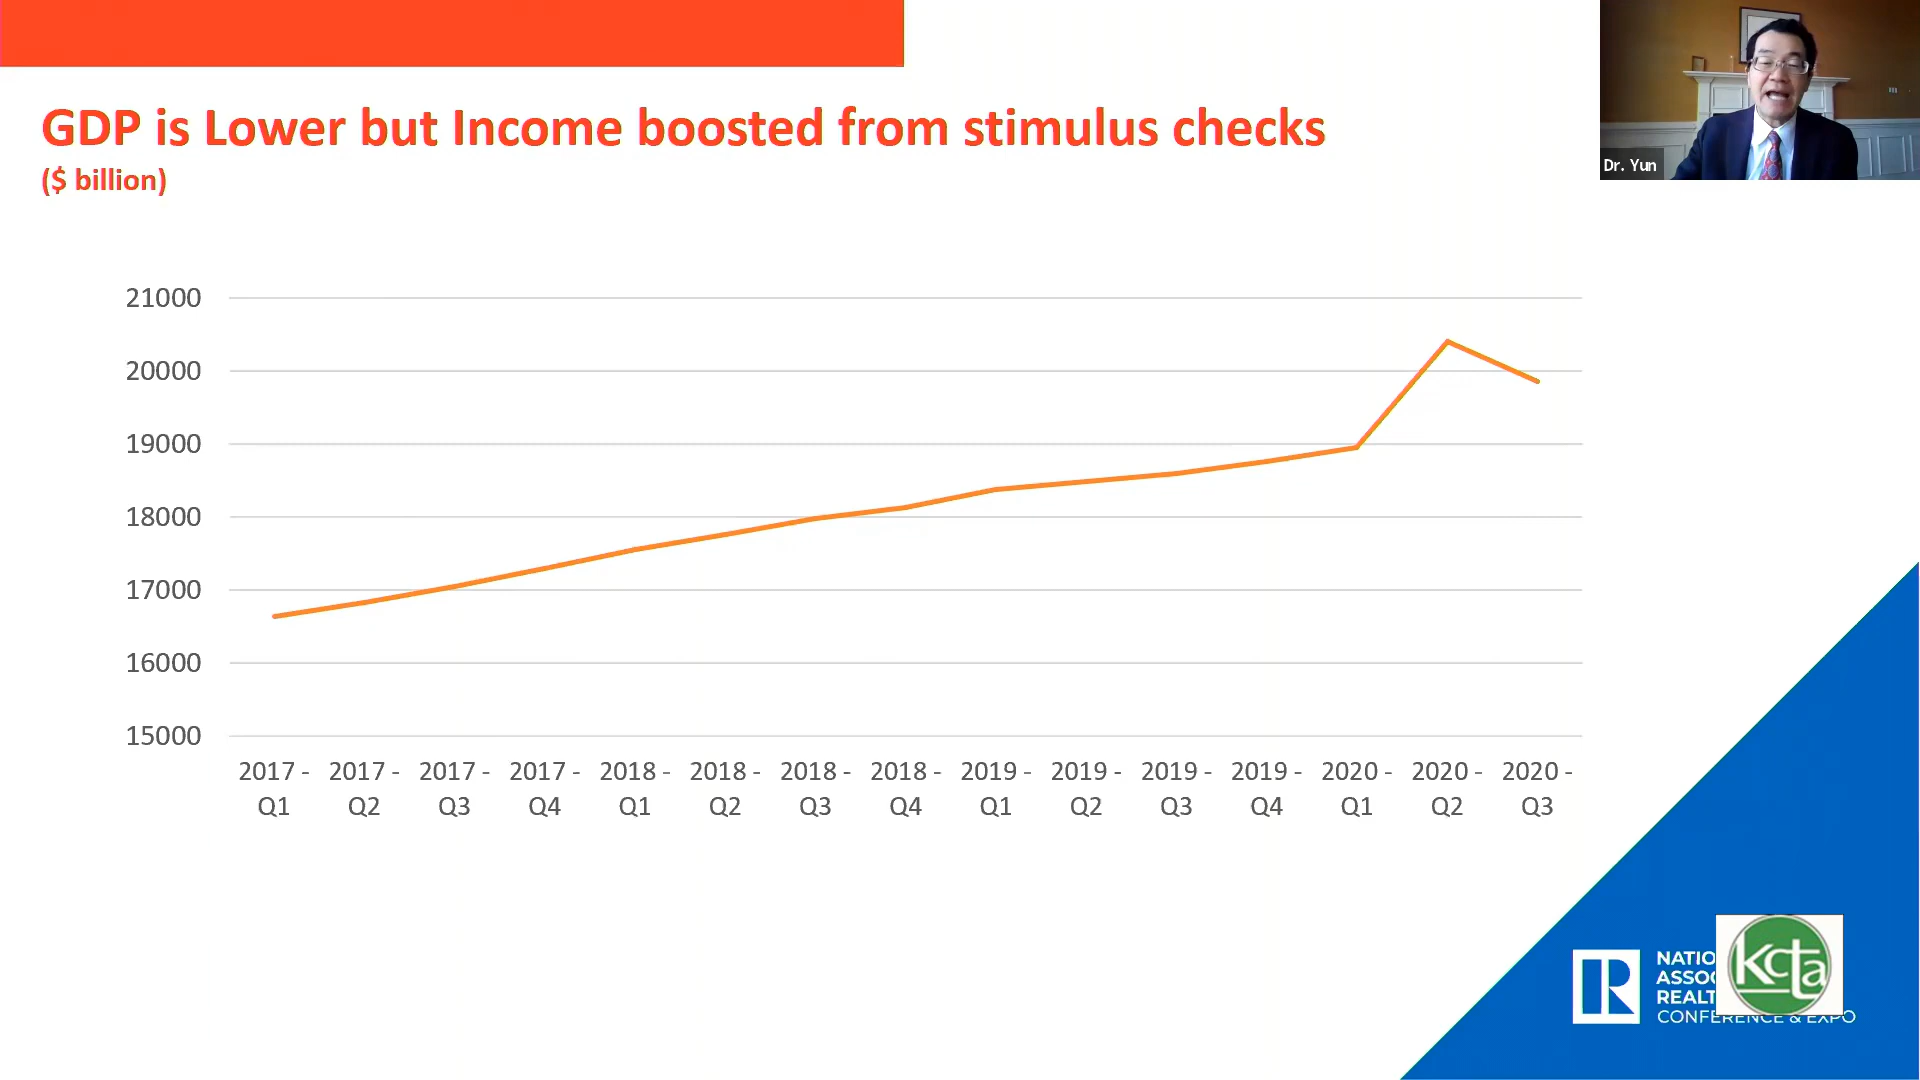 GDP is Lower but Income boosted from stimulus checks
($ billion)
Dr. Yun
21000
20000
19000
18000
17000
16000
15000
2017 - Q1
2017 - Q2
2017 - Q3
2017 - Q4
2018 - Q1
2018 - Q2
2018 - Q3
2018 - Q4
2019 - Q1
2019 - Q2
2019 - Q3
2019 - Q4
2020 - Q1
2020 - Q2
2020 - Q3
R
NATIO
ASSO
REALT
CONFERENCE & EXPO
kcta